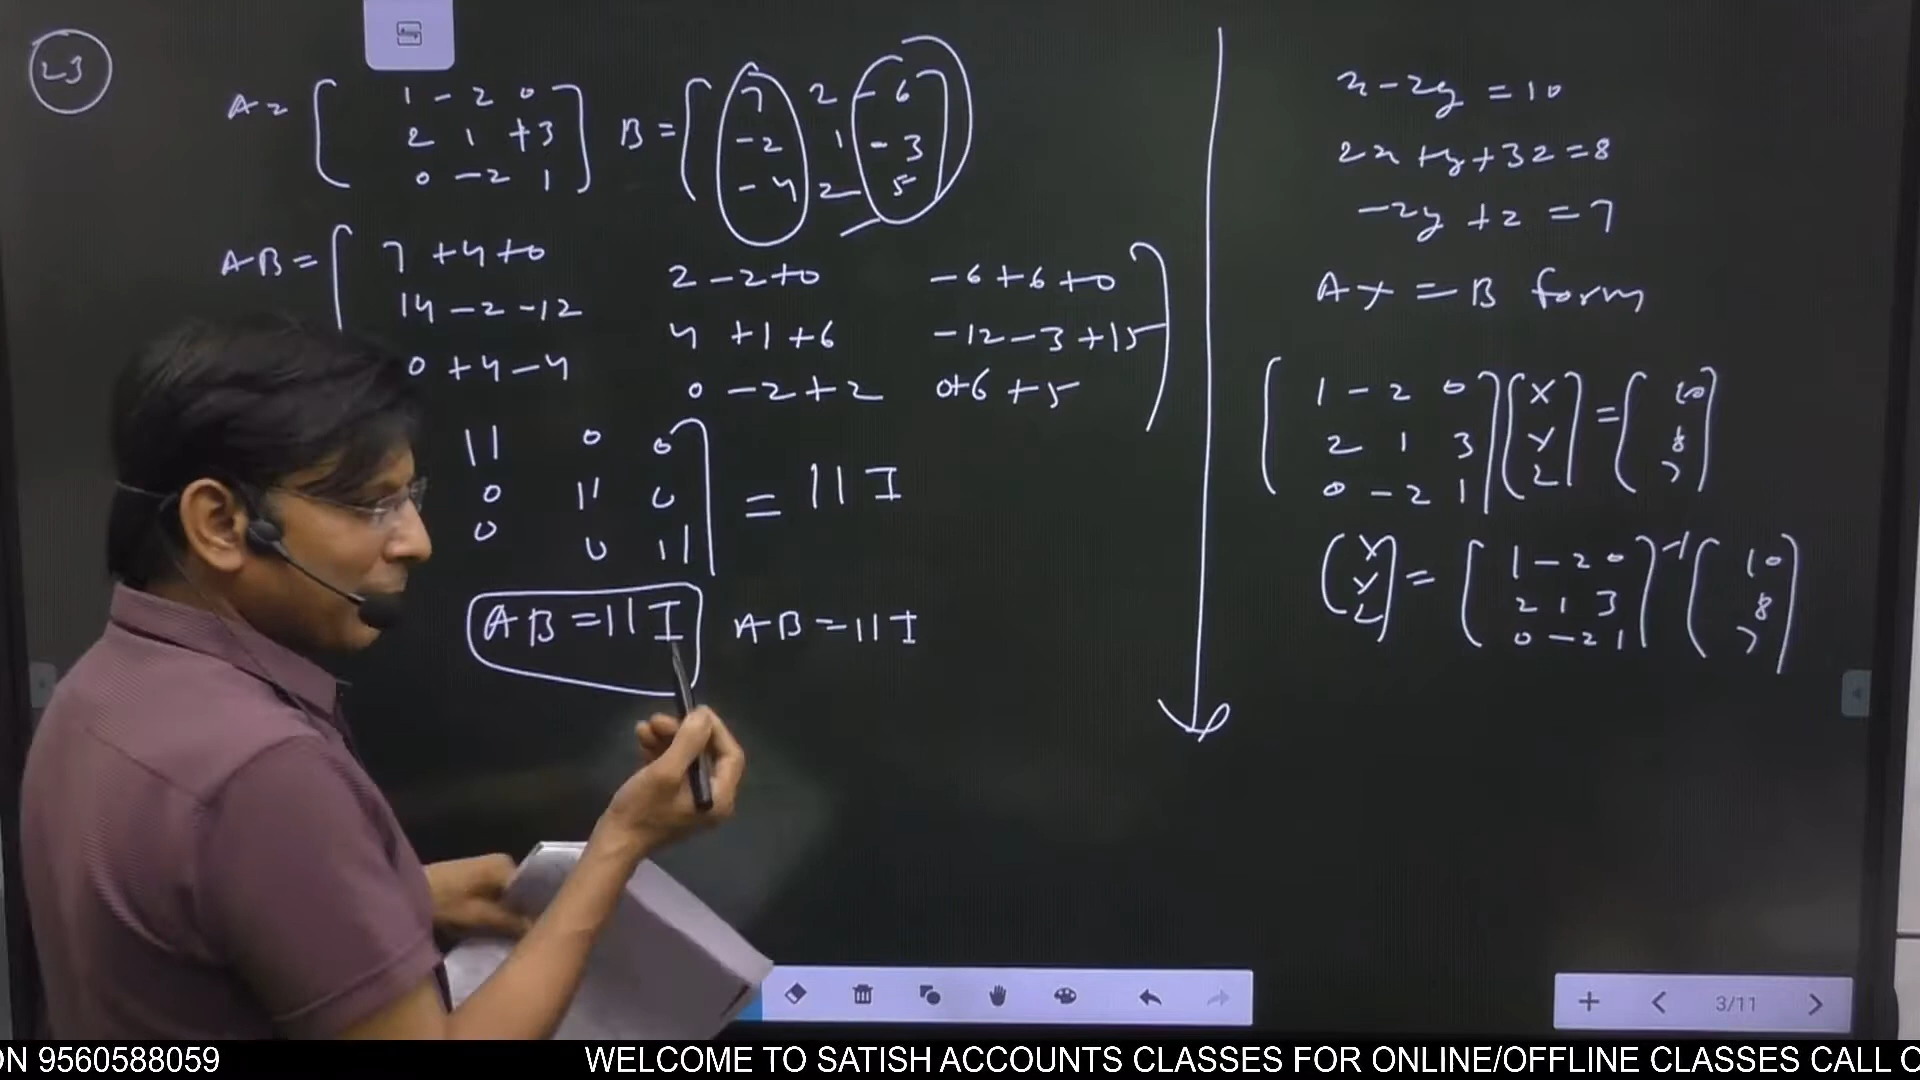 23
A = [ 1 -2 0 B = [ 7 2 -6
2 1 +3 -2 1 -3
0 -2 1 ] -4 2 5 ]
AB = [ 7+4+0 2-2+0 -6+6+0
14-2-12 4+1+6 -12-3+15
0+4-4 0-2+2 0+6+5 ]
11 0 0
0 11 0 = 11 I
0 0 11 ]
AB = 11 I AB = 11 I
x - 2y = 10
2x + y + 3z = 8
-2y + z = 7
AX = B form
[ 1 -2 0 ] [ X ] = [ 10
2 1 3 Y 8
0 -2 1 ] Z ] 7 ]
( X = [ 1 -2 0 ]-1 ( 10
Y 2 1 3 8
Z ) 0 -2 1 ] 7 )
3/11
ON 9560588059 WELCOME TO SATISH ACCOUNTS CLASSES FOR ONLINE/OFFLINE CLASSES CALL